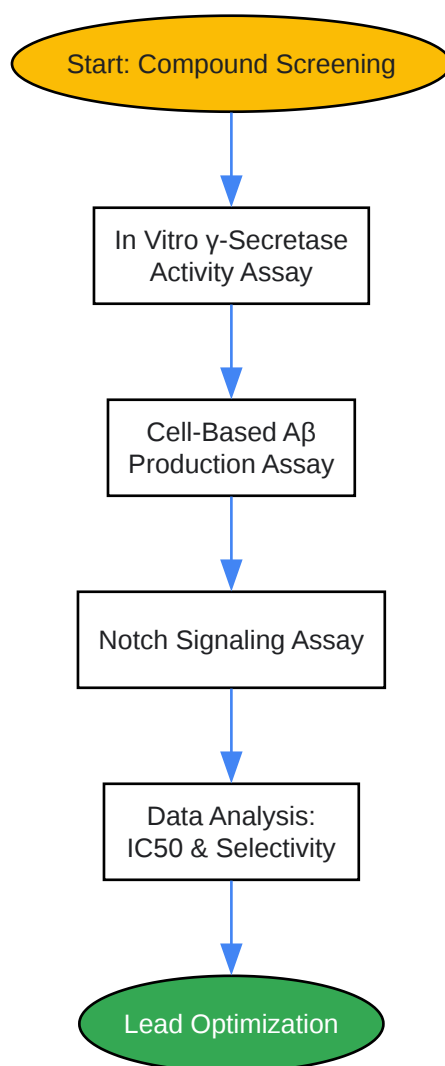 Start: Compound Screening
In Vitro γ-Secretase
Activity Assay
Cell-Based Aβ
Production Assay
Notch Signaling Assay
Data Analysis:
IC50 & Selectivity
Lead Optimization